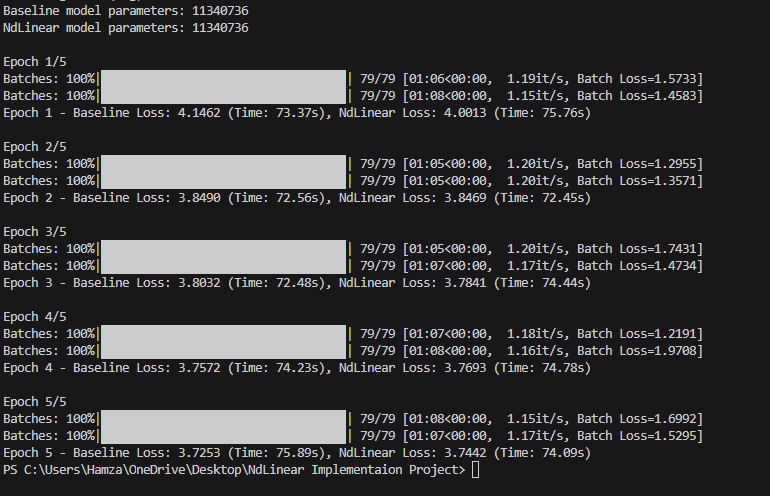 Baseline model parameters: 11340736
NdLinear model parameters: 11340736
Epoch 1/5
Batches: 100%| | 79/79 [01:06<00:00, 1.19it/s, Batch Loss=1.5733]
Batches: 100%| | 79/79 [01:08<00:00, 1.15it/s, Batch Loss=1.4583]
Epoch 1 - Baseline Loss: 4.1462 (Time: 73.37s), NdLinear Loss: 4.0013 (Time: 75.76s)
Epoch 2/5
Batches: 100%| | 79/79 [01:05<00:00, 1.20it/s, Batch Loss=1.2955]
Batches: 100%| | 79/79 [01:05<00:00, 1.20it/s, Batch Loss=1.3571]
Epoch 2 - Baseline Loss: 3.8490 (Time: 72.56s), NdLinear Loss: 3.8469 (Time: 72.45s)
Epoch 3/5
Batches: 100%| | 79/79 [01:05<00:00, 1.20it/s, Batch Loss=1.7431]
Batches: 100%| | 79/79 [01:07<00:00, 1.17it/s, Batch Loss=1.4734]
Epoch 3 - Baseline Loss: 3.8032 (Time: 72.48s), NdLinear Loss: 3.7841 (Time: 74.44s)
Epoch 4/5
Batches: 100%| | 79/79 [01:07<00:00, 1.18it/s, Batch Loss=1.2191]
Batches: 100%| | 79/79 [01:08<00:00, 1.16it/s, Batch Loss=1.9708]
Epoch 4 - Baseline Loss: 3.7572 (Time: 74.23s), NdLinear Loss: 3.7693 (Time: 74.78s)
Epoch 5/5
Batches: 100%| | 79/79 [01:08<00:00, 1.15it/s, Batch Loss=1.6992]
Batches: 100%| | 79/79 [01:07<00:00, 1.17it/s, Batch Loss=1.5295]
Epoch 5 - Baseline Loss: 3.7253 (Time: 75.89s), NdLinear Loss: 3.7442 (Time: 74.09s)
PS C:\Users\Hamza\OneDrive\Desktop\NdLinear Implementaion Project>